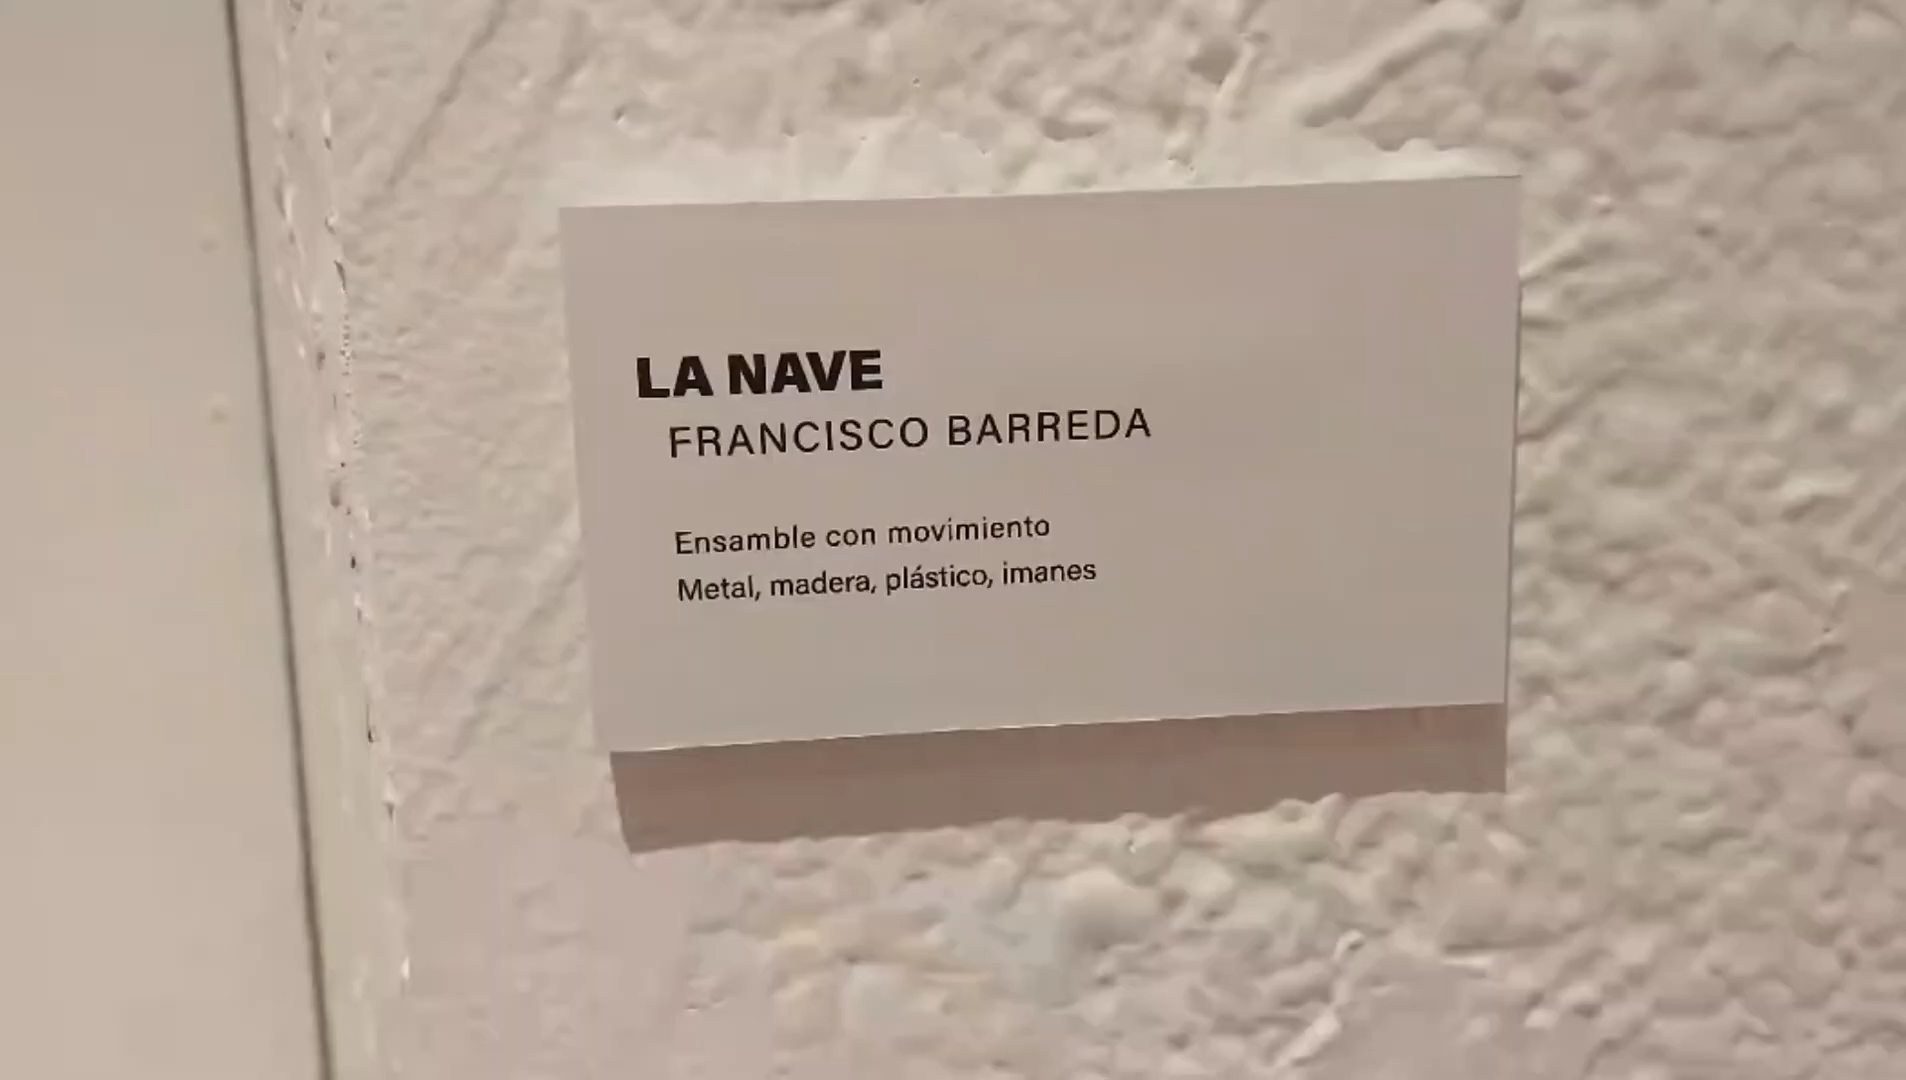 LA NAVE
FRANCISCO BARREDA
Ensamble con movimiento
Metal, madera, plástico, imanes